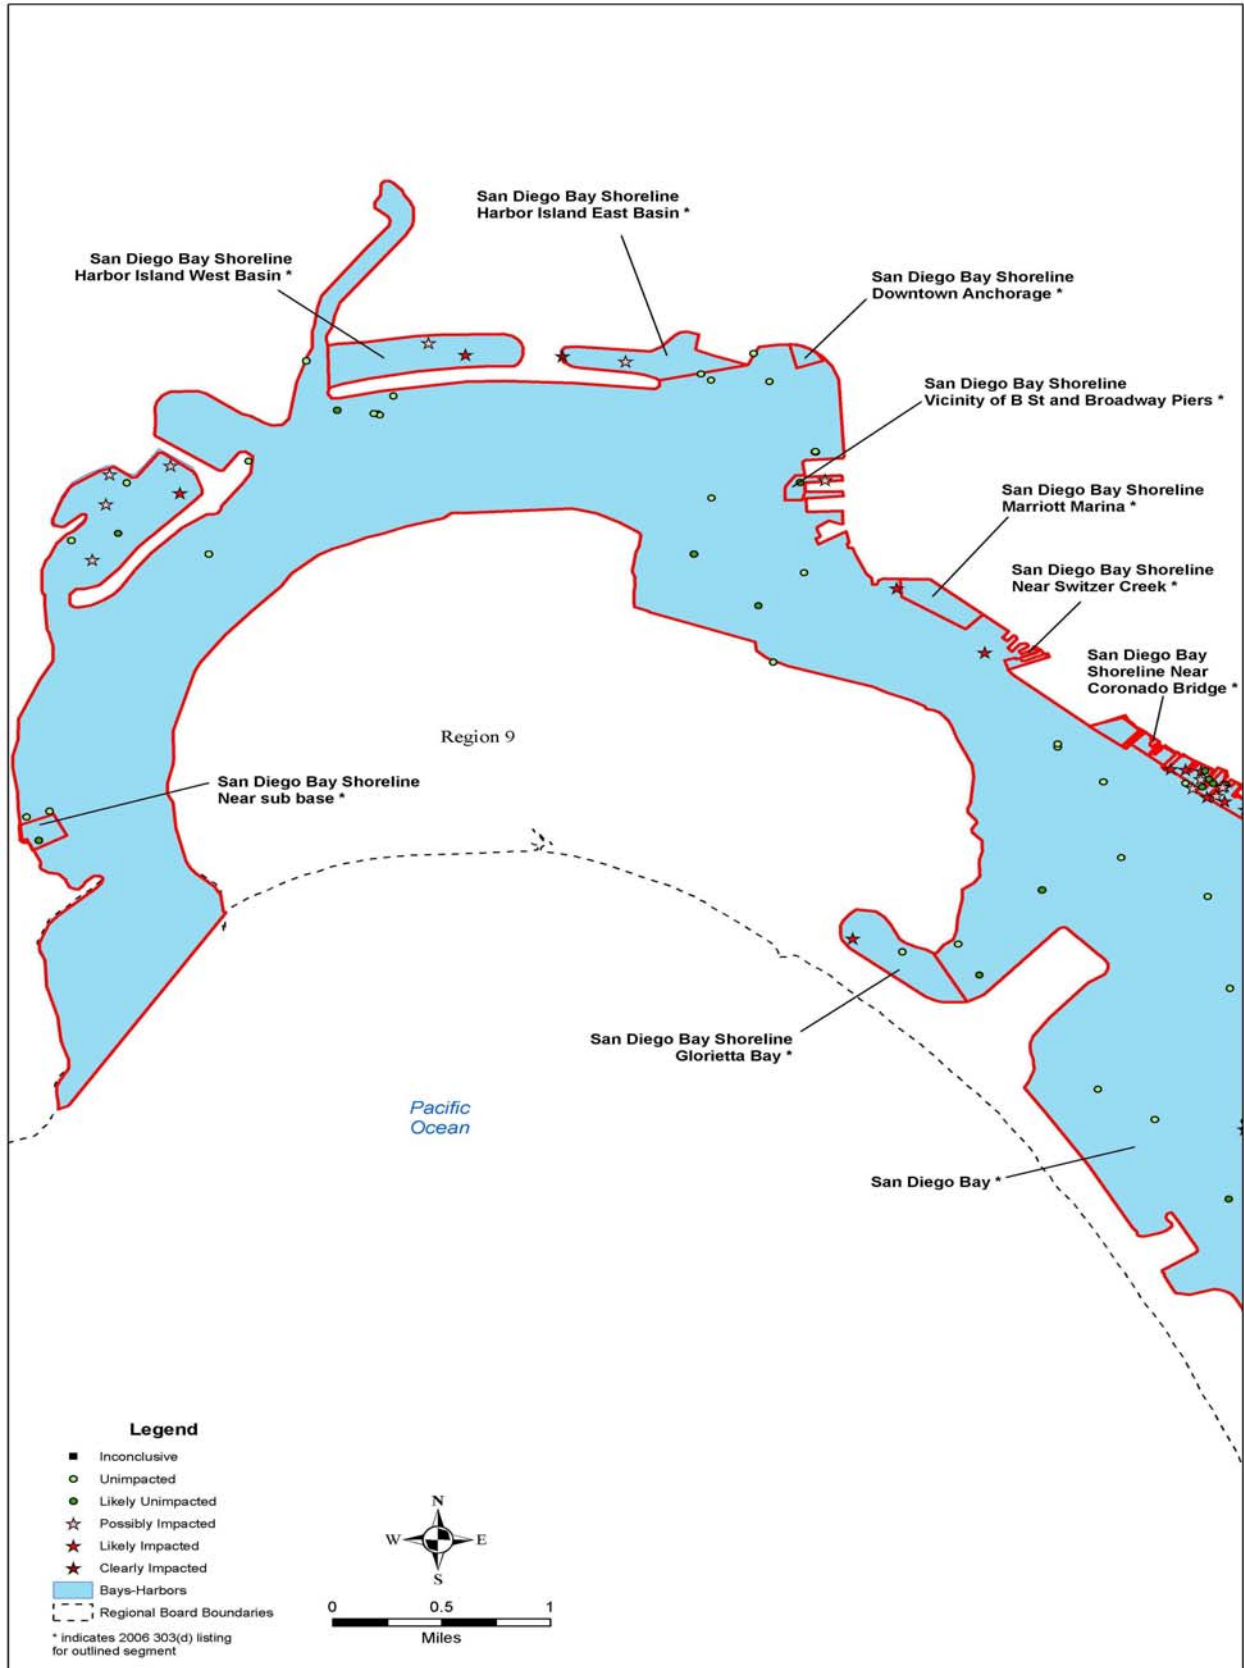 San Diego Bay Shoreline
Harbor Island East Basin *
San Diego Bay Shoreline
Harbor Island West Basin *
San Diego Bay Shoreline
Downtown Anchorage *
San Diego Bay Shoreline
Vicinity of B St and Broadway Piers *
San Diego Bay Shoreline
Marriott Marina *
San Diego Bay Shoreline
Near Switzer Creek *
San Diego Bay
Shoreline Near
Coronado Bridge *
Region 9
San Diego Bay Shoreline
Near sub base *
San Diego Bay Shoreline
Glorietta Bay *
Pacific
Ocean
San Diego Bay *
Legend
Inconclusive
Unimpacted
Likely Unimpacted
Possibly Impacted
Likely Impacted
Clearly Impacted
Bays-Harbors
Regional Board Boundaries
* indicates 2006 303(d) listing
for outlined segment
N
W E
S
0 0.5 1
Miles